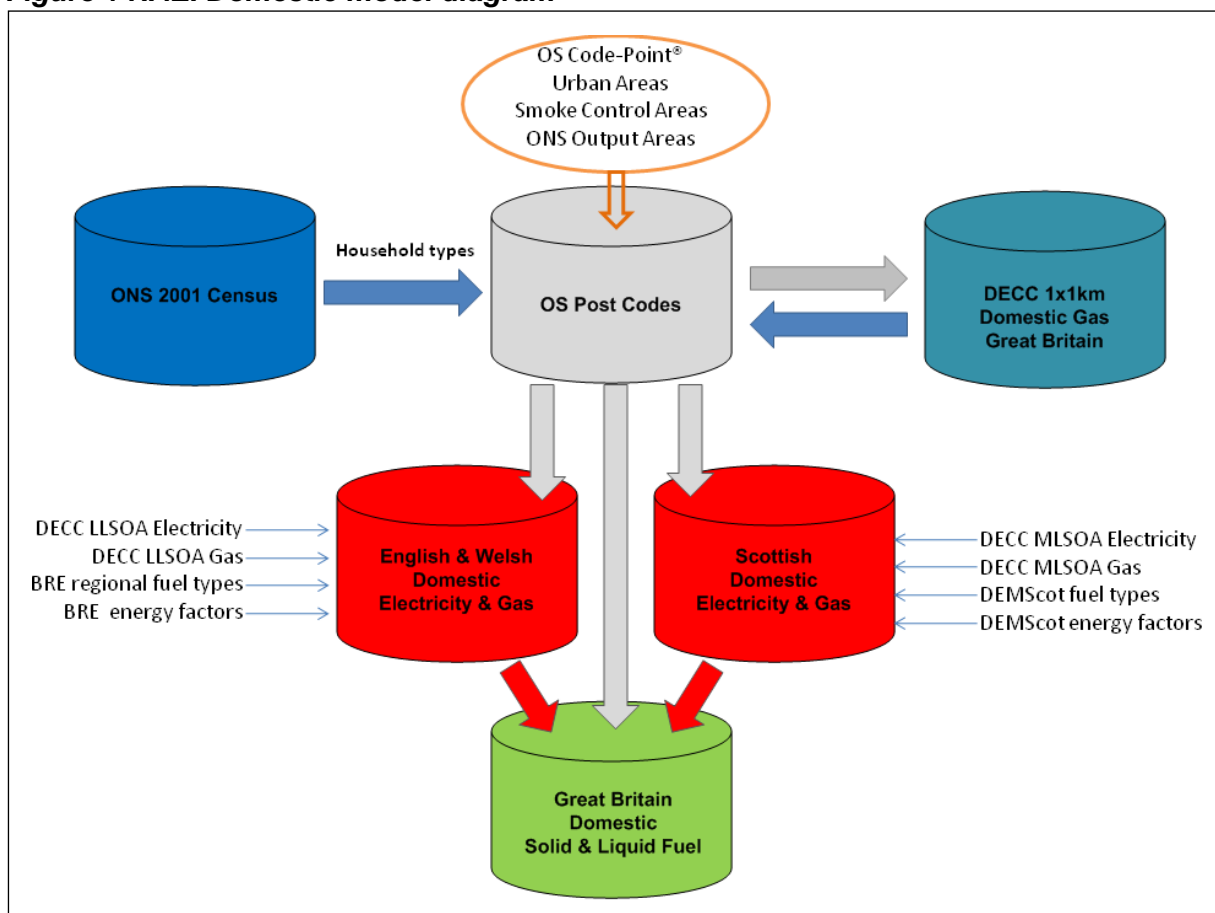 OS Code-Point®
Urban Areas
Smoke Control Areas
ONS Output Areas
Household types
ONS 2001 Census
OS Post Codes
DECC 1x1km
Domestic Gas
Great Britain
DECC LLSOA Electricity
DECC LLSOA Gas
BRE regional fuel types
BRE energy factors
English & Welsh
Domestic
Electricity & Gas
Scottish
Domestic
Electricity & Gas
DECC MLSOA Electricity
DECC MLSOA Gas
DEMScot fuel types
DEMScot energy factors
Great Britain
Domestic
Solid & Liquid Fuel